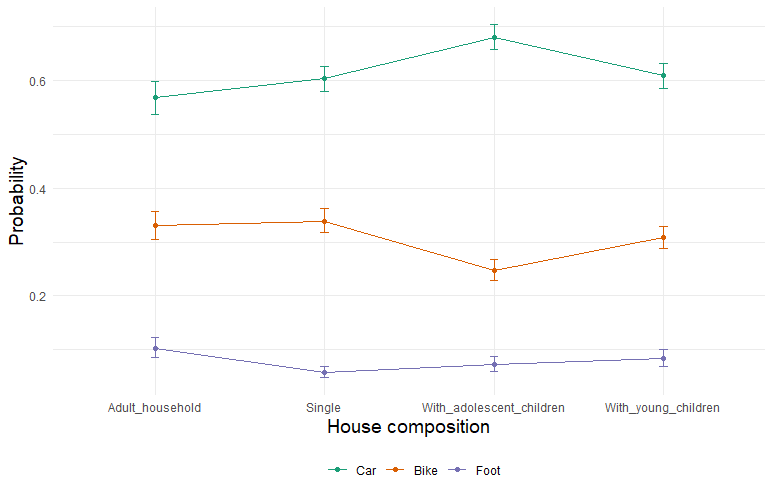 Probability
0.6
0.4
0.2
Adult_household Single With_adolescent_children With_young_children
House composition
Car Bike Foot